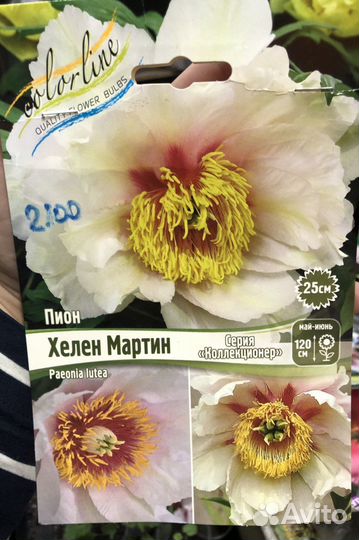 colorline
QUALITY FLOWER BULBS
2100
25см
Пион
Хелен Мартин
Paeonia lutea
Серия
«Коллекционер»
май-июнь
120
СМ
Avito